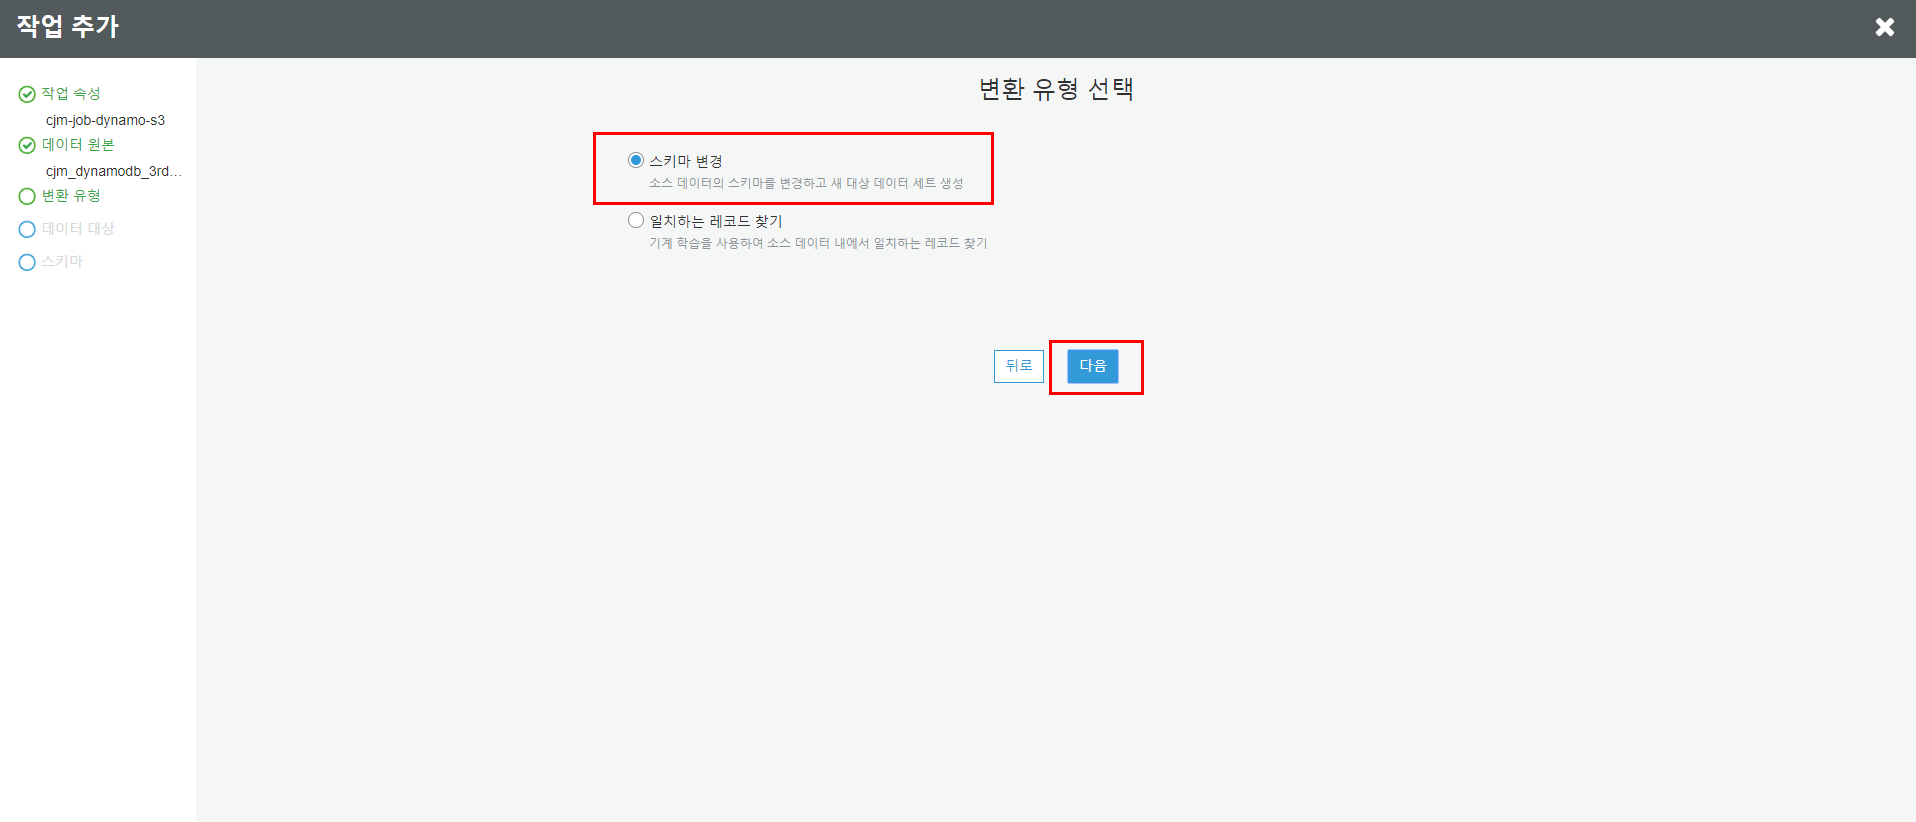 작업 추가
작업 속성
cjm-job-dynamo-s3
데이터 원본
cjm_dynamodb_3rd...
변환 유형
데이터 대상
스키마
변환 유형 선택
스키마 변경
소스 데이터의 스키마를 변경하고 새 대상 데이터 세트 생성
일치하는 레코드 찾기
기계 학습을 사용하여 소스 데이터 내에서 일치하는 레코드 찾기
뒤로
다음